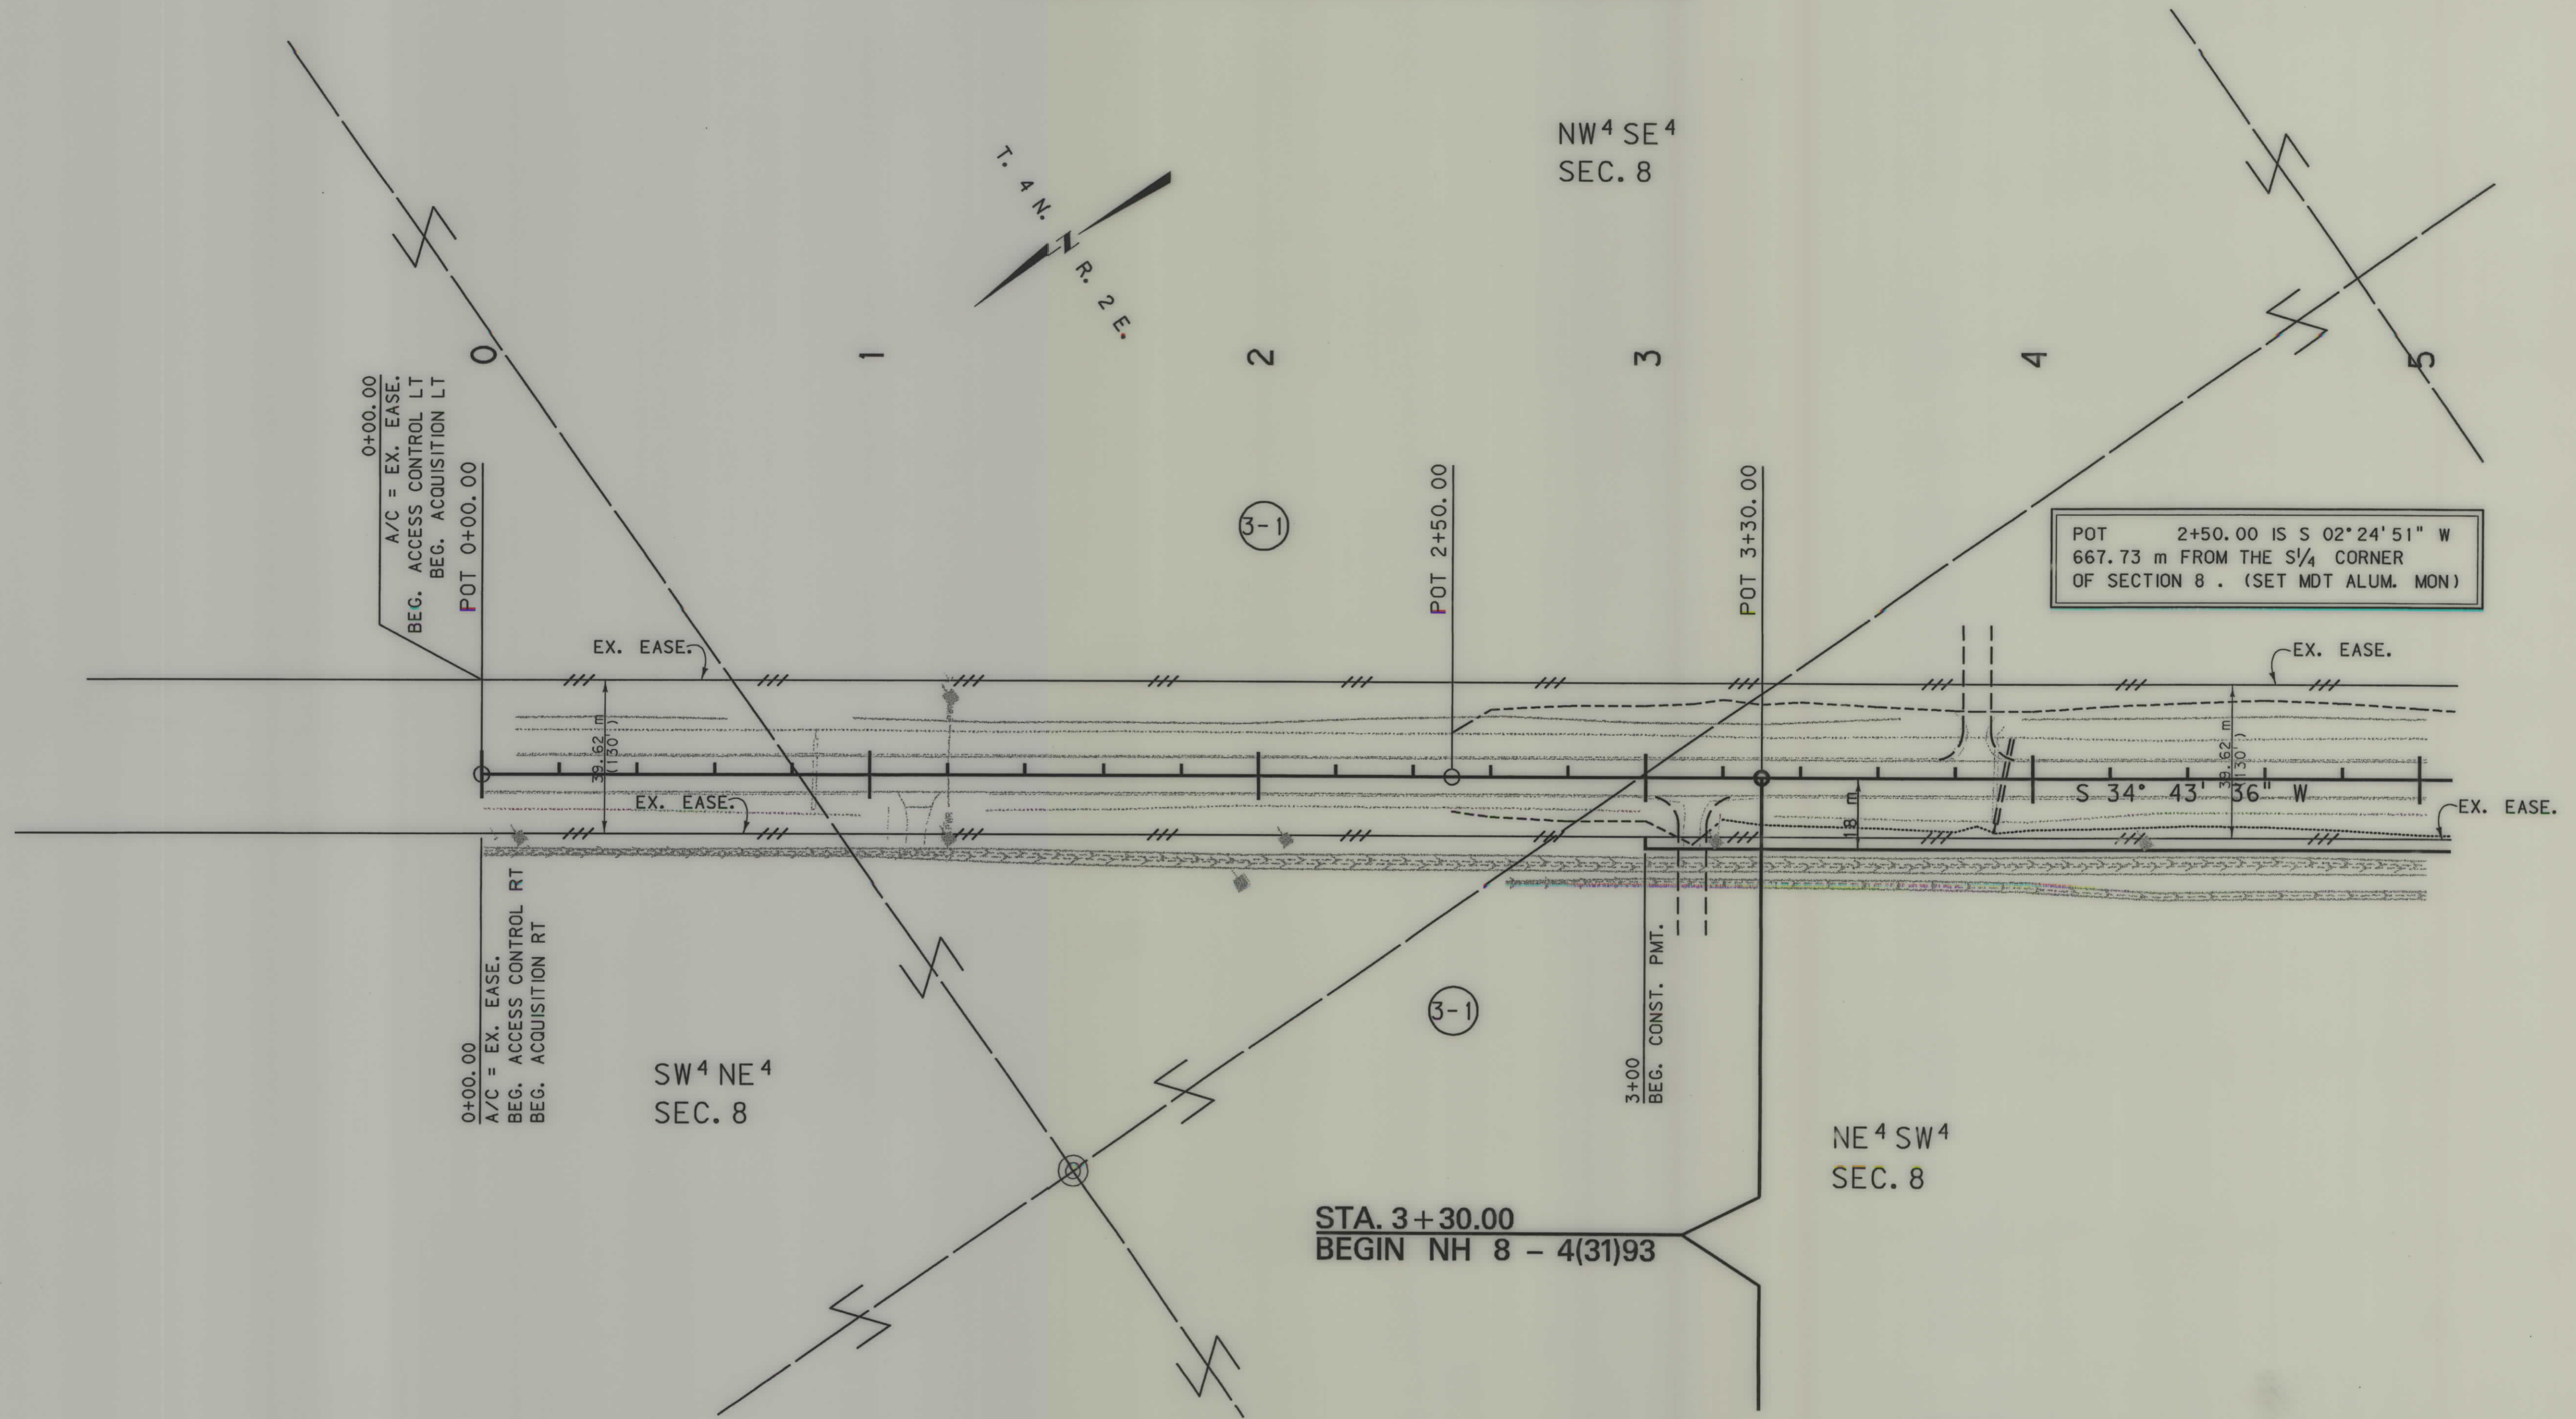 NW⁴ SE⁴
SEC. 8
T. 4 N.
R. 2 E.
N
0
1
2
3
4
5
0+00.00
A/C = EX. EASE.
BEG. ACCESS CONTROL LT
BEG. ACQUISITION LT
POT 0+00.00
3-1
POT 2+50.00
POT 3+30.00
POT 2+50.00 IS S 02°24'51" W
667.73 m FROM THE S¼ CORNER
OF SECTION 8 . (SET MDT ALUM. MON)
EX. EASE.
EX. EASE.
39.62 m
(130')
39.62 m
(130')
EX. EASE.
18 m
S 34° 43' 36" W
EX. EASE.
0+00.00
A/C = EX. EASE.
BEG. ACCESS CONTROL RT
BEG. ACQUISITION RT
3-1
3+00
BEG. CONST. PMT.
SW⁴ NE⁴
SEC. 8
NE⁴ SW⁴
SEC. 8
STA. 3+30.00
BEGIN NH 8 – 4(31)93